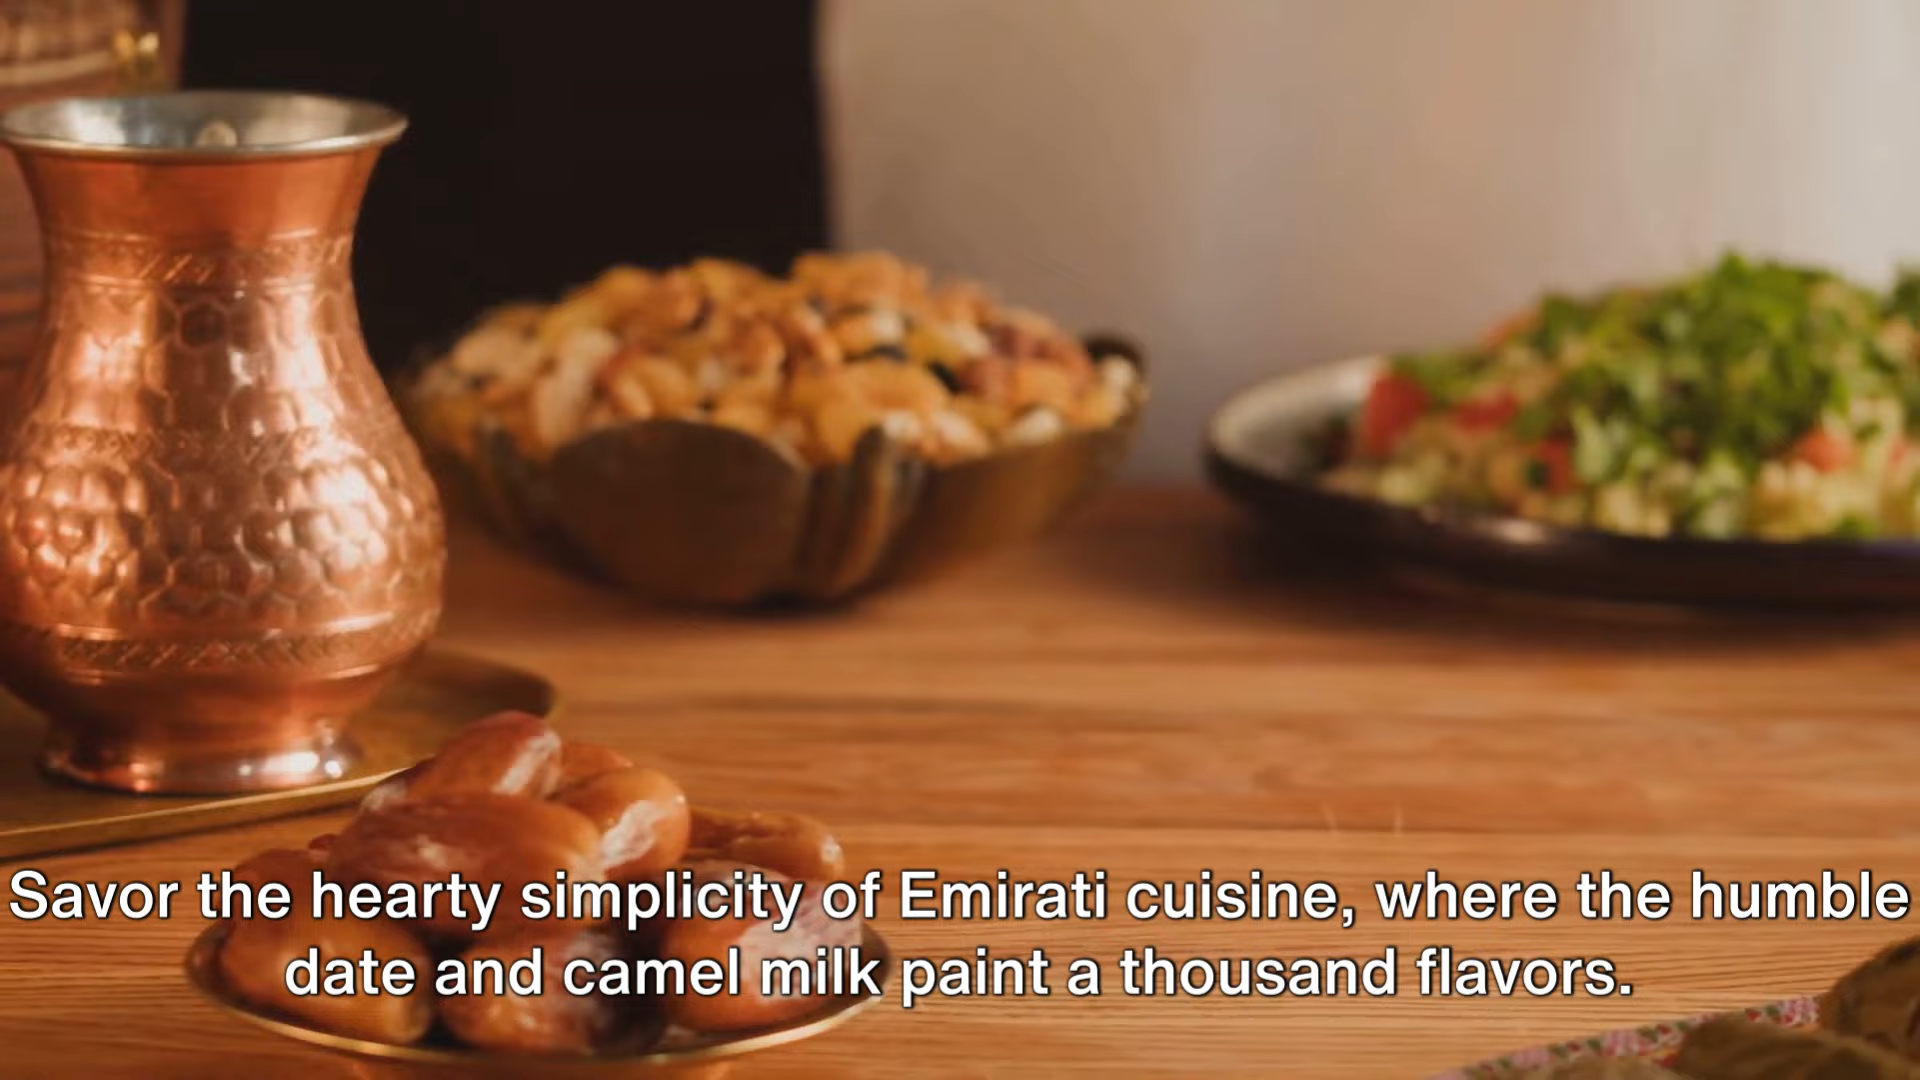 Savor the hearty simplicity of Emirati cuisine, where the humble
date and camel milk paint a thousand flavors.